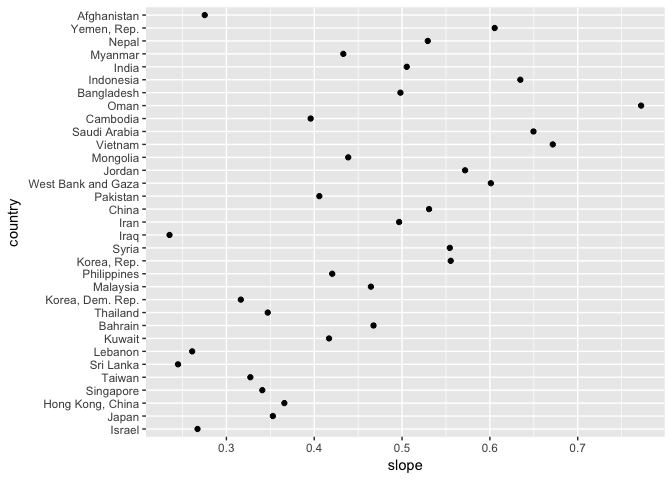 Afghanistan
Yemen, Rep.
Nepal
Myanmar
India
Indonesia
Bangladesh
Oman
Cambodia
Saudi Arabia
Vietnam
Mongolia
Jordan
West Bank and Gaza
Pakistan
China
Iran
Iraq
Syria
Korea, Rep.
Philippines
Malaysia
Korea, Dem. Rep.
Thailand
Bahrain
Kuwait
Lebanon
Sri Lanka
Taiwan
Singapore
Hong Kong, China
Japan
Israel
country
0.3 0.4 0.5 0.6 0.7
slope